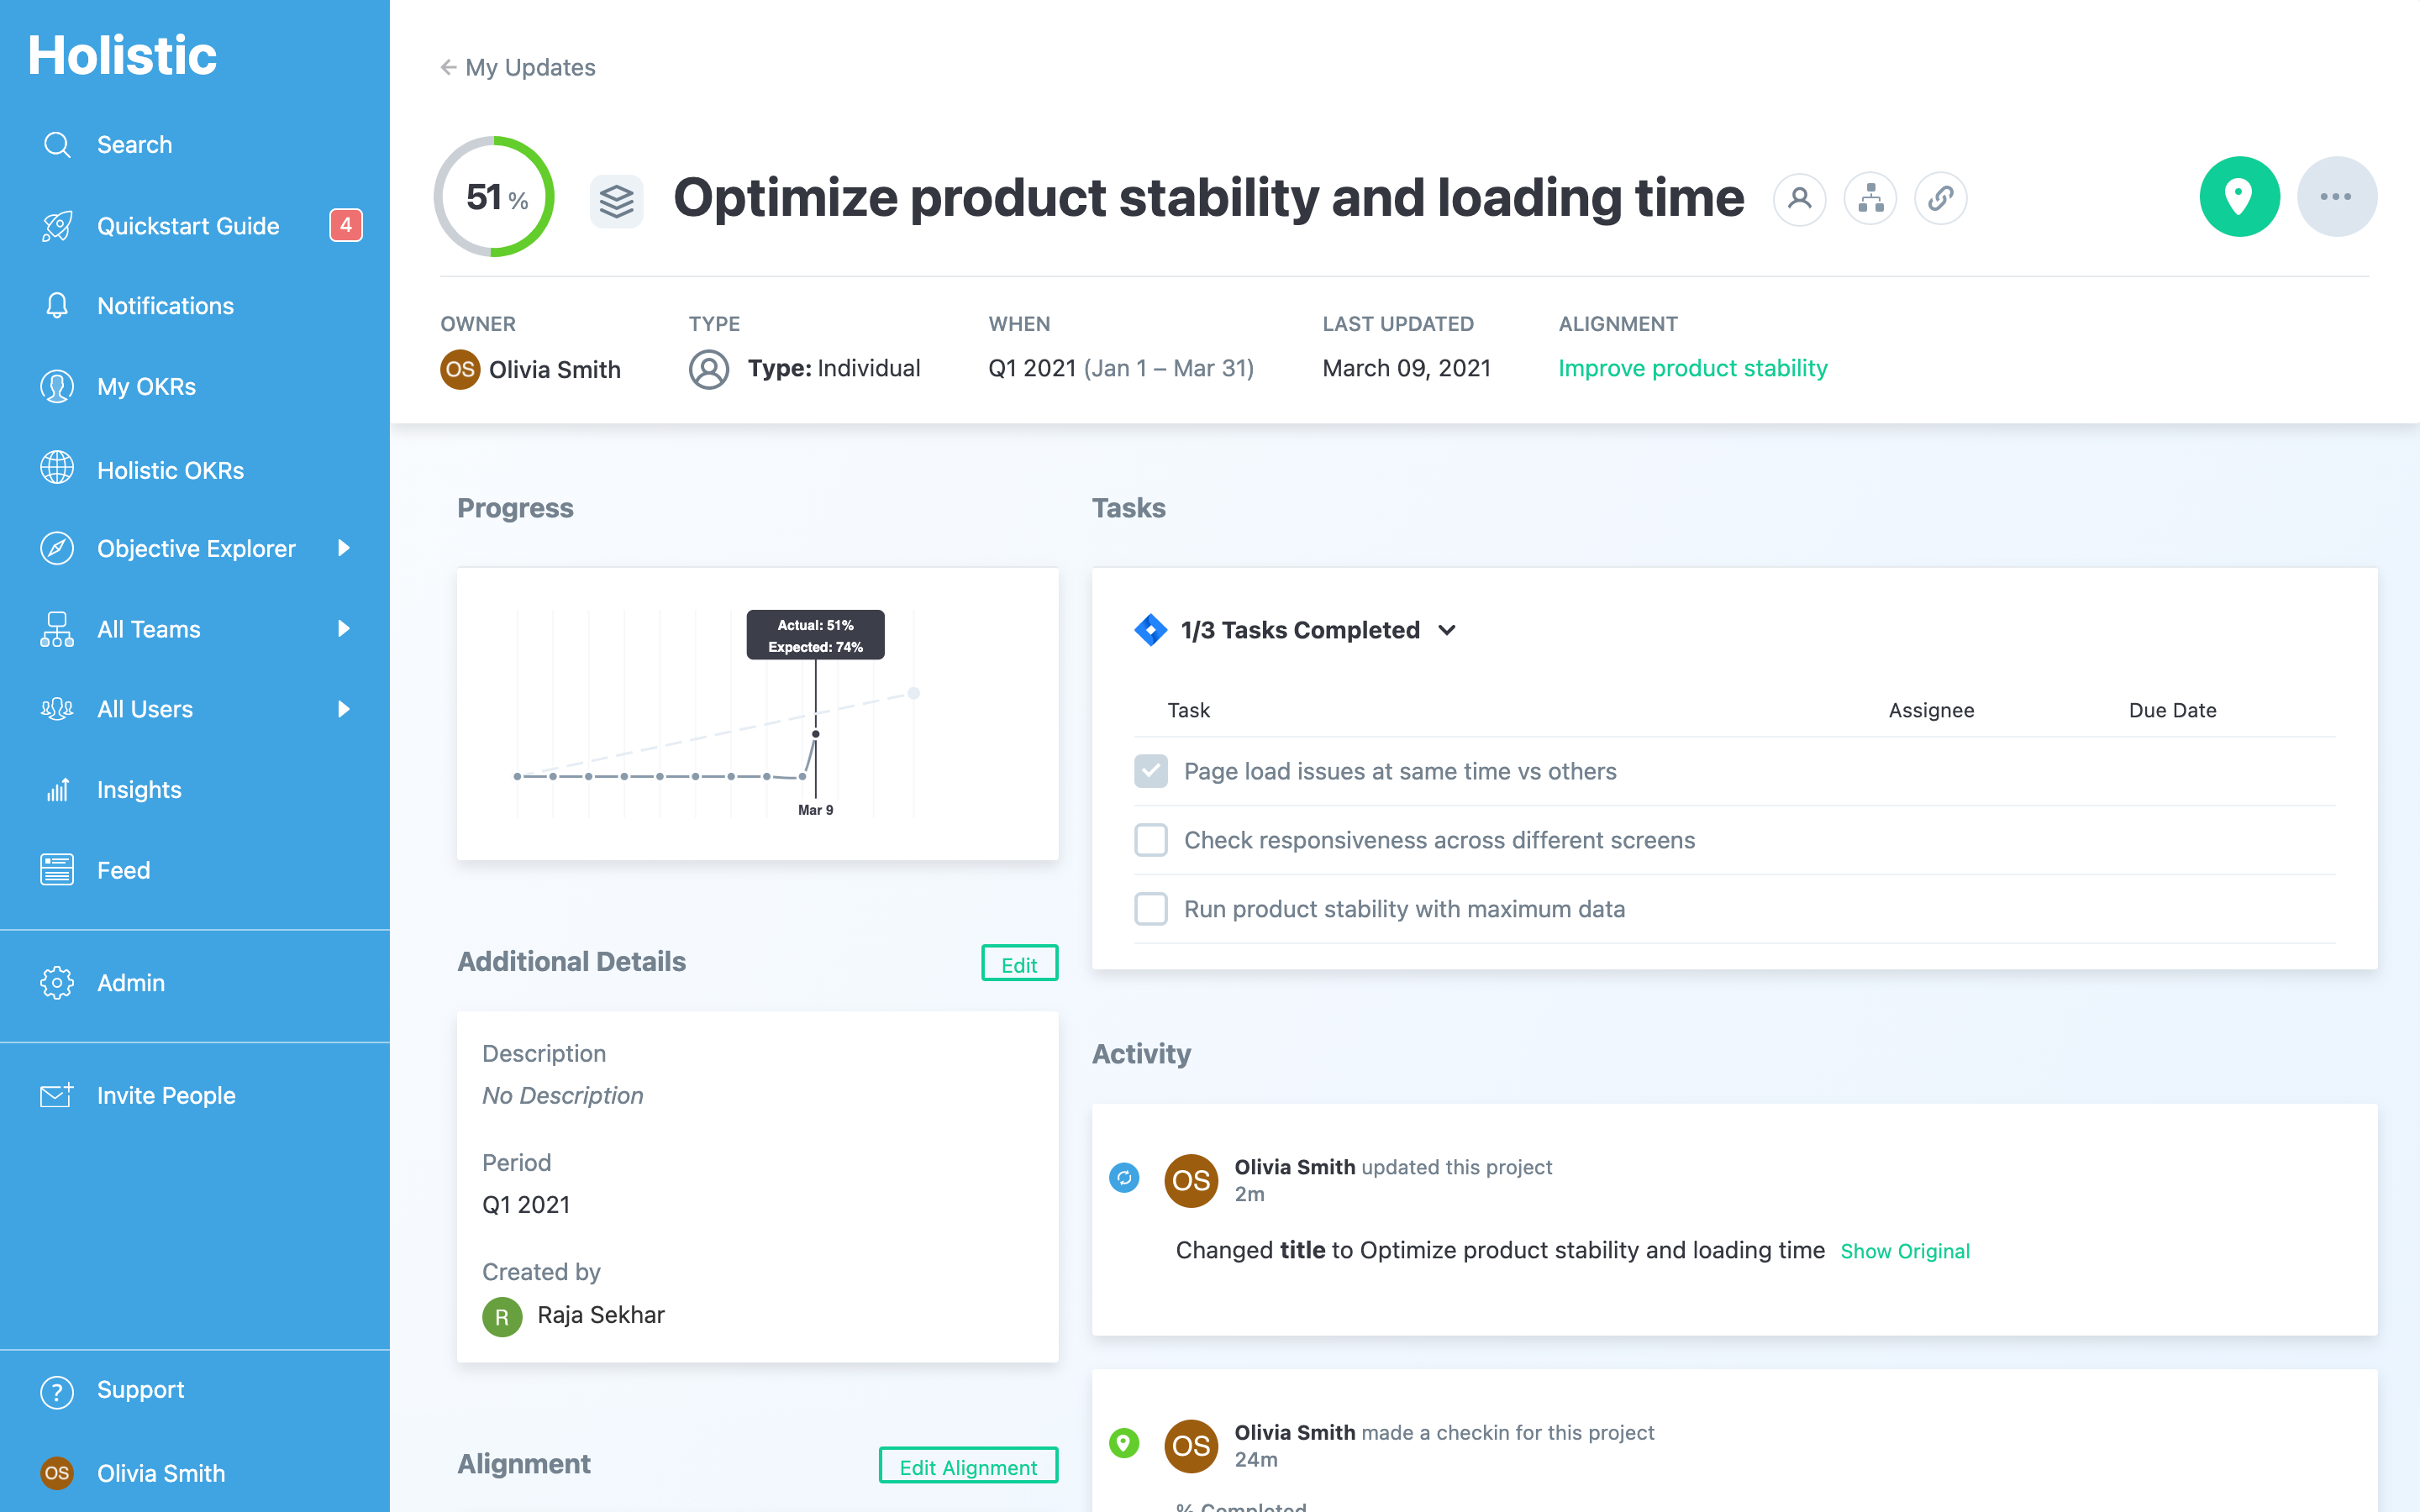 Holistic
Search
Quickstart Guide 4
Notifications
My OKRs
Holistic OKRs
Objective Explorer
All Teams
All Users
Insights
Feed
Admin
Invite People
Support
OS Olivia Smith
← My Updates
51 %
Optimize product stability and loading time
OWNER
OS Olivia Smith
TYPE
Type: Individual
WHEN
Q1 2021 (Jan 1 – Mar 31)
LAST UPDATED
March 09, 2021
ALIGNMENT
Improve product stability
Progress
Actual: 51%
Expected: 74%
Mar 9
Additional Details
Edit
Description
No Description
Period
Q1 2021
Created by
R Raja Sekhar
Alignment
Edit Alignment
Tasks
1/3 Tasks Completed
Task Assignee Due Date
Page load issues at same time vs others
Check responsiveness across different screens
Run product stability with maximum data
Activity
OS Olivia Smith updated this project
2m
Changed title to Optimize product stability and loading time Show Original
OS Olivia Smith made a checkin for this project
24m
% Completed